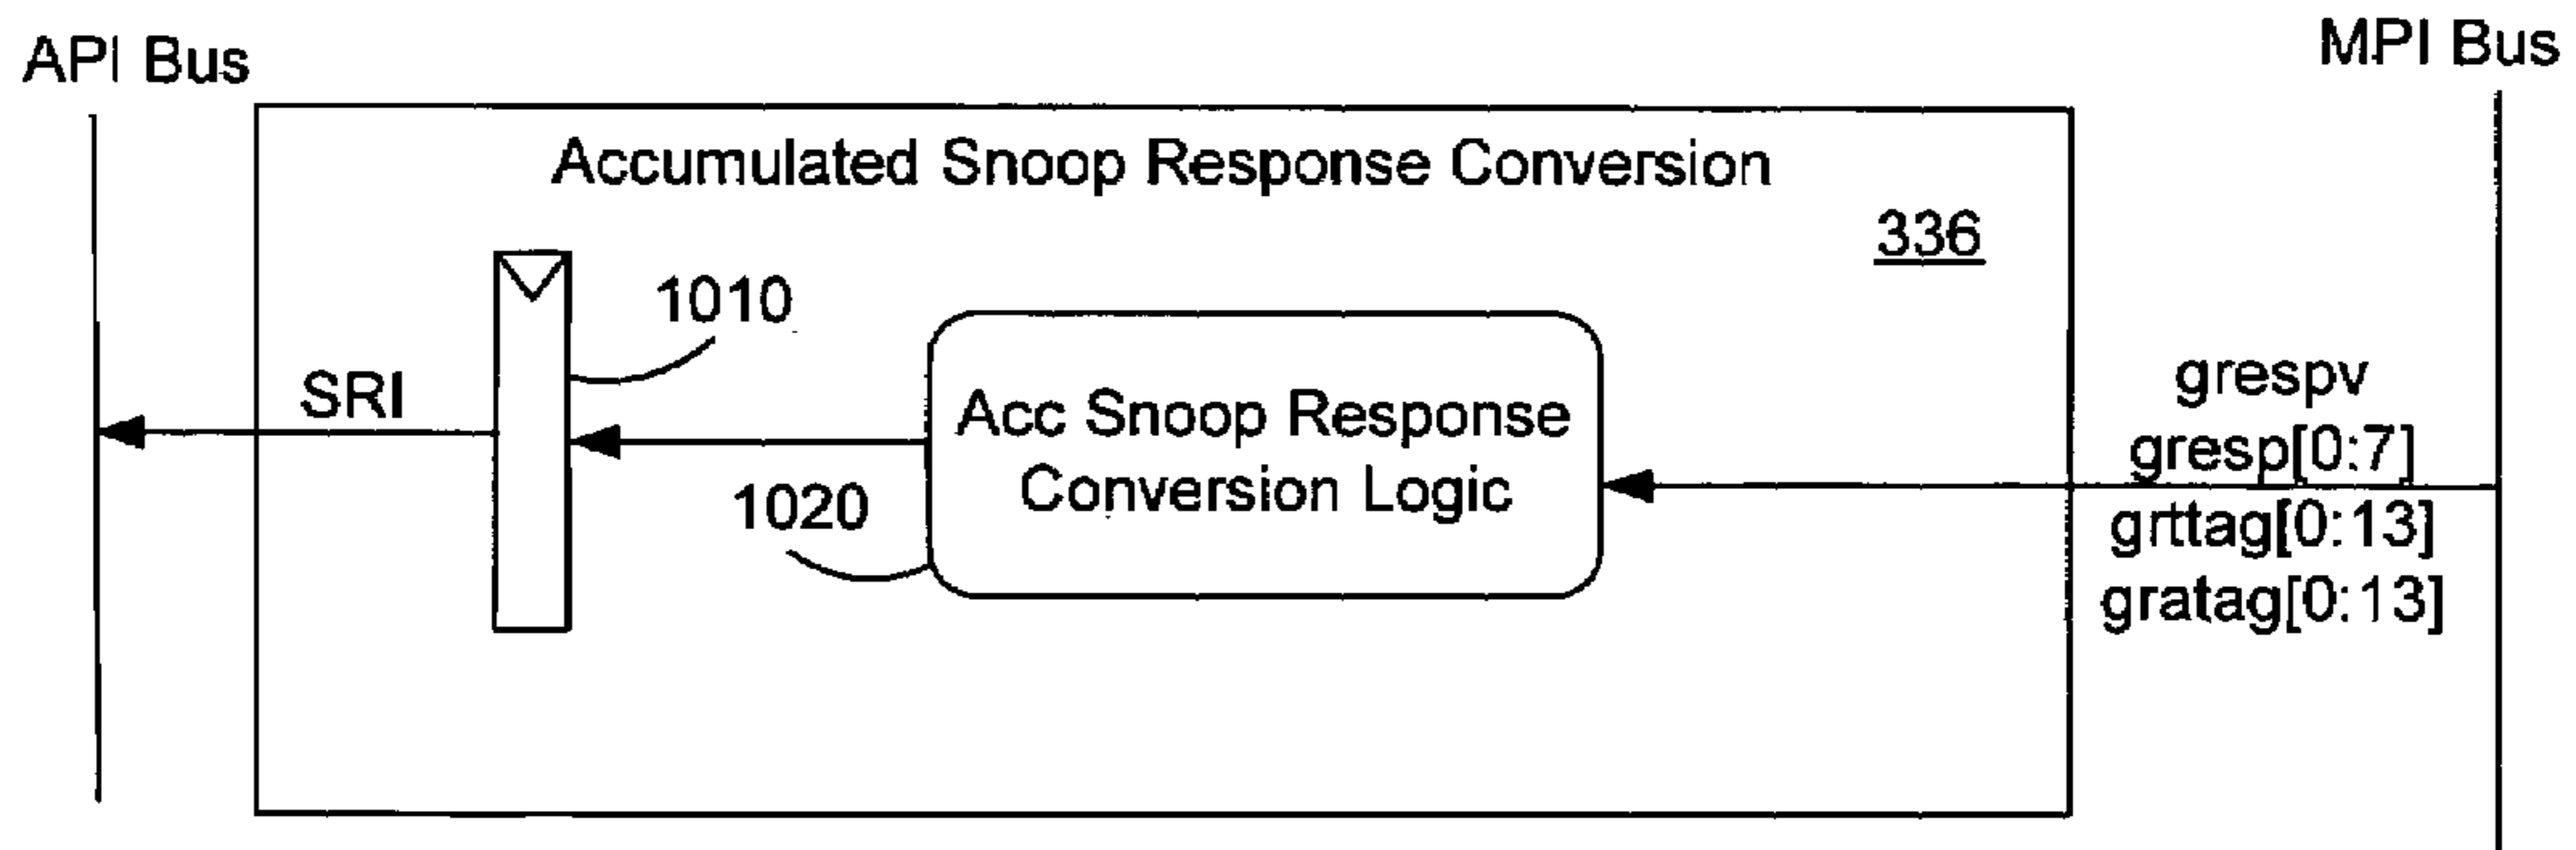 API Bus
MPI Bus
Accumulated Snoop Response Conversion
336
1010
SRI
Acc Snoop Response
Conversion Logic
1020
grespv
gresp[0:7]
grttag[0:13]
gratag[0:13]